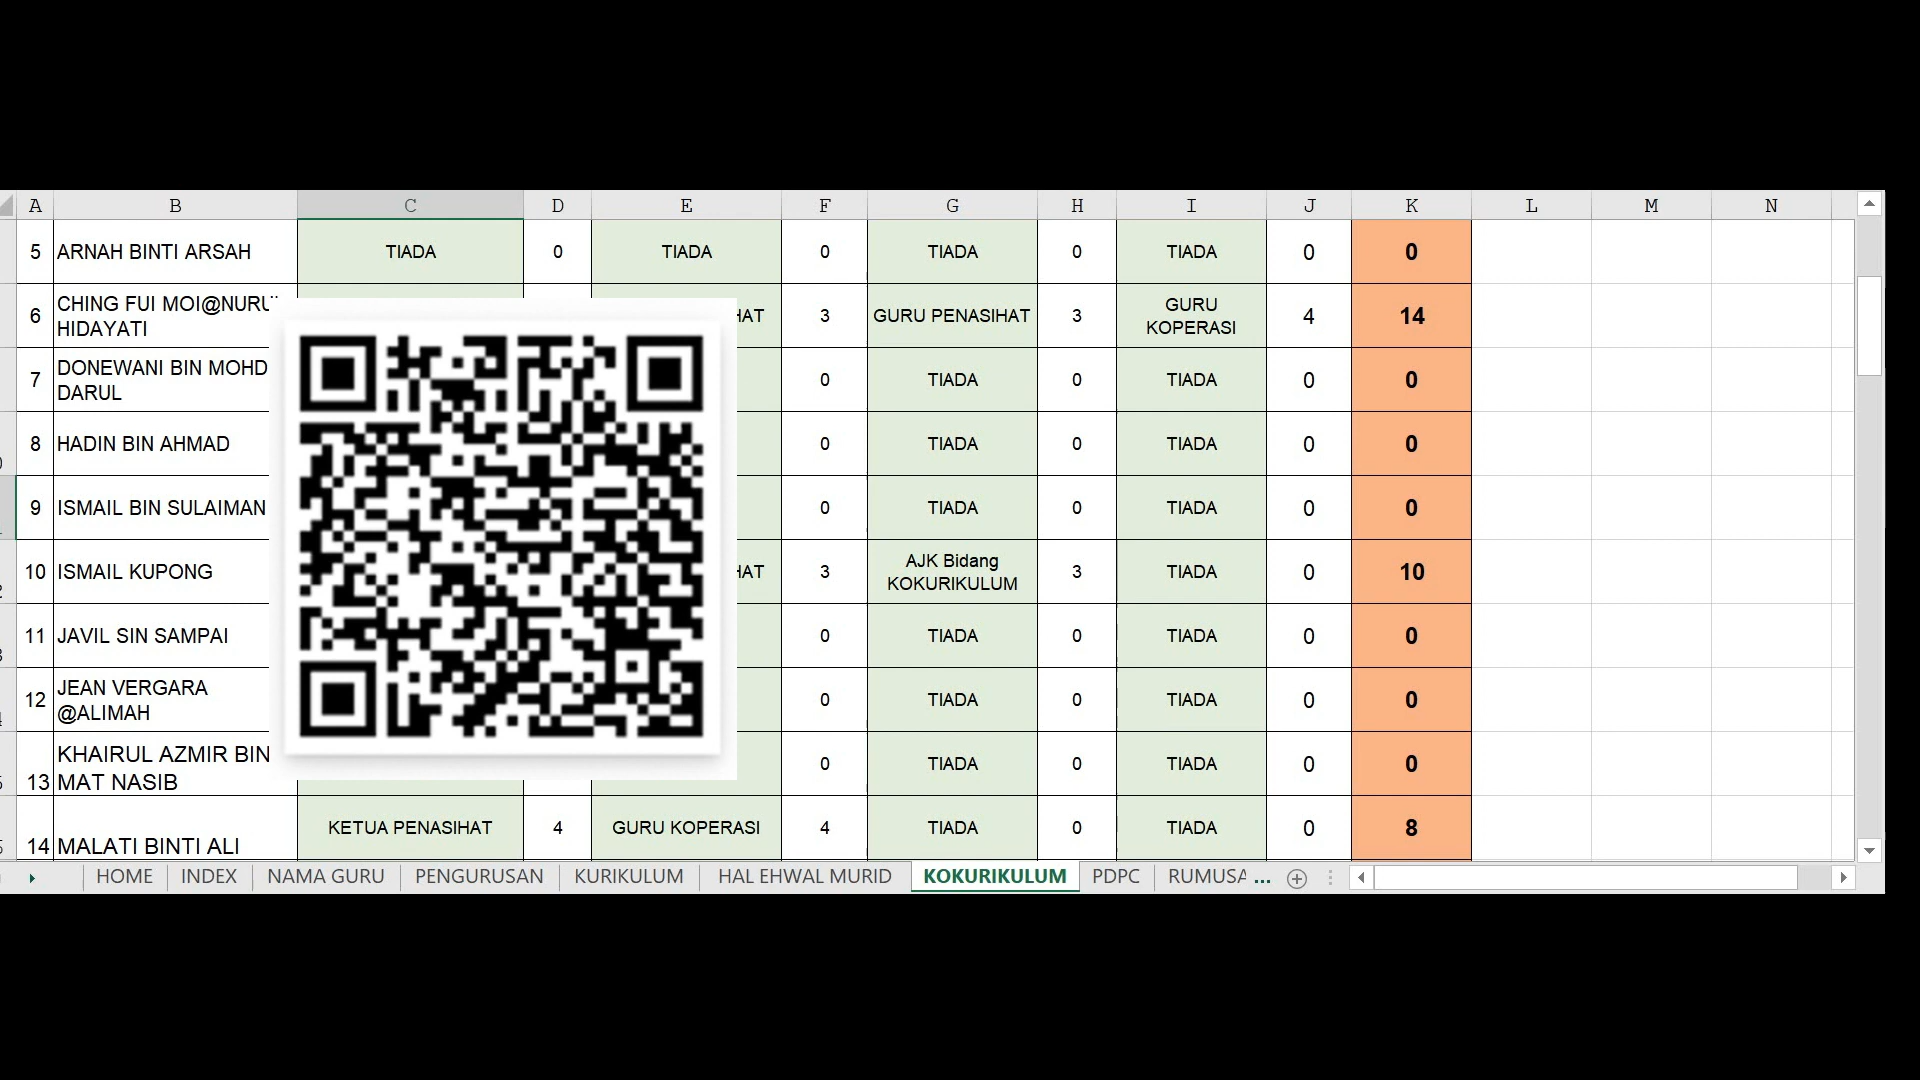 A B C D E F G H I J K L M N
5 ARNAH BINTI ARSAH TIADA 0 TIADA 0 TIADA 0 TIADA 0 0
6 CHING FUI MOI@NURU
HIDAYATI 3 GURU PENASIHAT 3 GURU
KOPERASI 4 14
7 DONEWANI BIN MOHD
DARUL 0 TIADA 0 TIADA 0 0
8 HADIN BIN AHMAD 0 TIADA 0 TIADA 0 0
9 ISMAIL BIN SULAIMAN 0 TIADA 0 TIADA 0 0
10 ISMAIL KUPONG HAT 3 AJK Bidang
KOKURIKULUM 3 TIADA 0 10
11 JAVIL SIN SAMPAI 0 TIADA 0 TIADA 0 0
12 JEAN VERGARA
@ALIMAH 0 TIADA 0 TIADA 0 0
13 KHAIRUL AZMIR BIN
MAT NASIB 0 TIADA 0 TIADA 0 0
14 MALATI BINTI ALI KETUA PENASIHAT 4 GURU KOPERASI 4 TIADA 0 TIADA 0 8
HOME INDEX NAMA GURU PENGURUSAN KURIKULUM HAL EHWAL MURID KOKURIKULUM PDPC RUMUSA ...